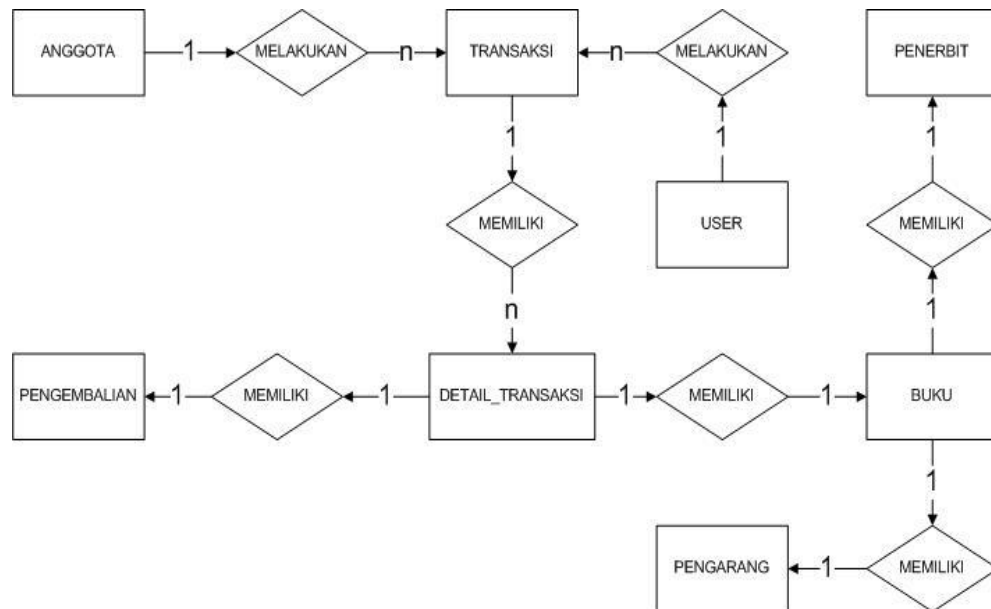 ANGGOTA 1 MELAKUKAN n TRANSAKSI n MELAKUKAN PENERBIT
1 1 1
MEMILIKI USER MEMILIKI
n 1
PENGEMBALIAN 1 MEMILIKI 1 DETAIL_TRANSAKSI 1 MEMILIKI 1 BUKU
1
PENGARANG 1 MEMILIKI